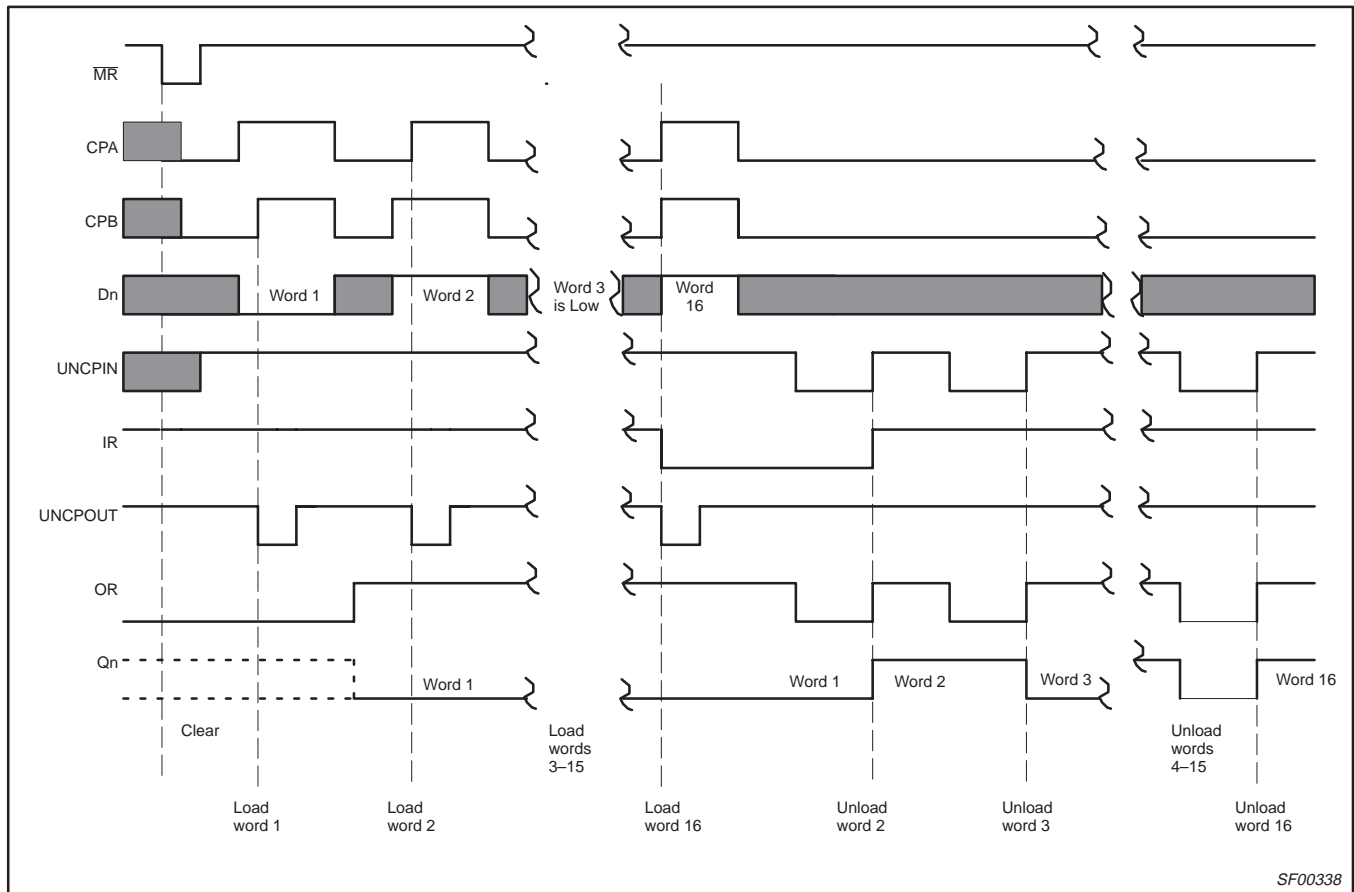 MR
CPA
CPB
Dn
Word 1
Word 2
Word 3
is Low
Word
16
UNCPIN
IR
UNCPOUT
OR
Qn
Word 1
Word 1
Word 2
Word 3
Word 16
Clear
Load
words
3–15
Unload
words
4–15
Load
word 1
Load
word 2
Load
word 16
Unload
word 2
Unload
word 3
Unload
word 16
SF00338